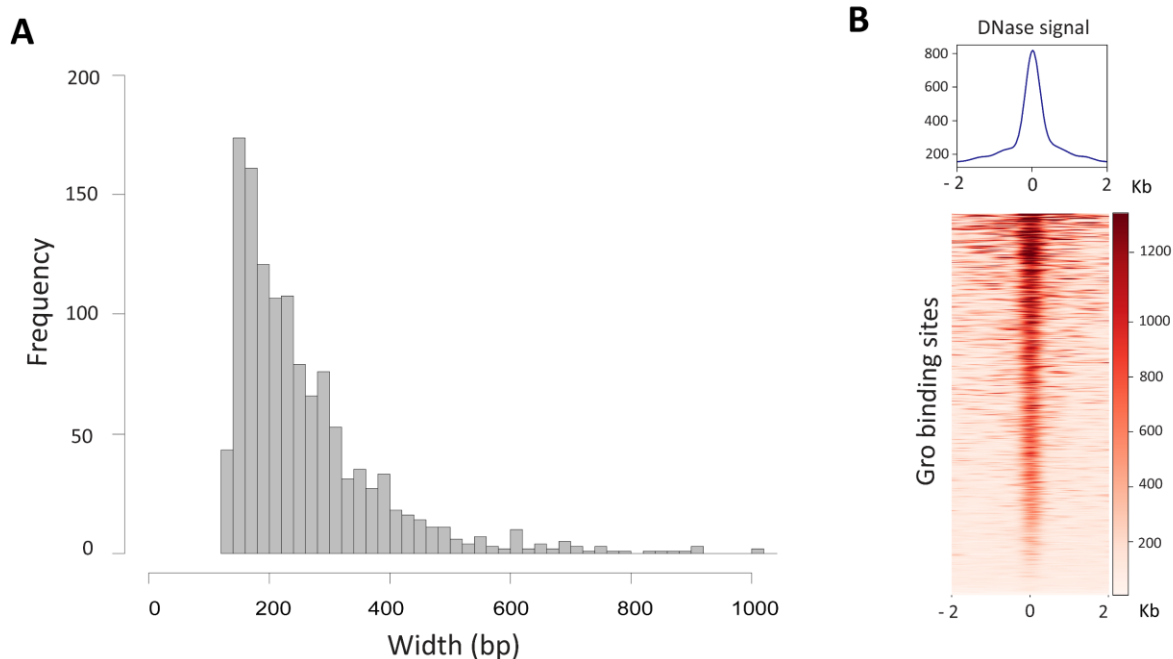 A
200
150
100
50
0
Frequency
0 200 400 600 800 1000
Width (bp)
B
DNase signal
800
600
400
200
- 2 0 2 Kb
Gro binding sites
1200
1000
800
600
400
200
- 2 0 2 Kb